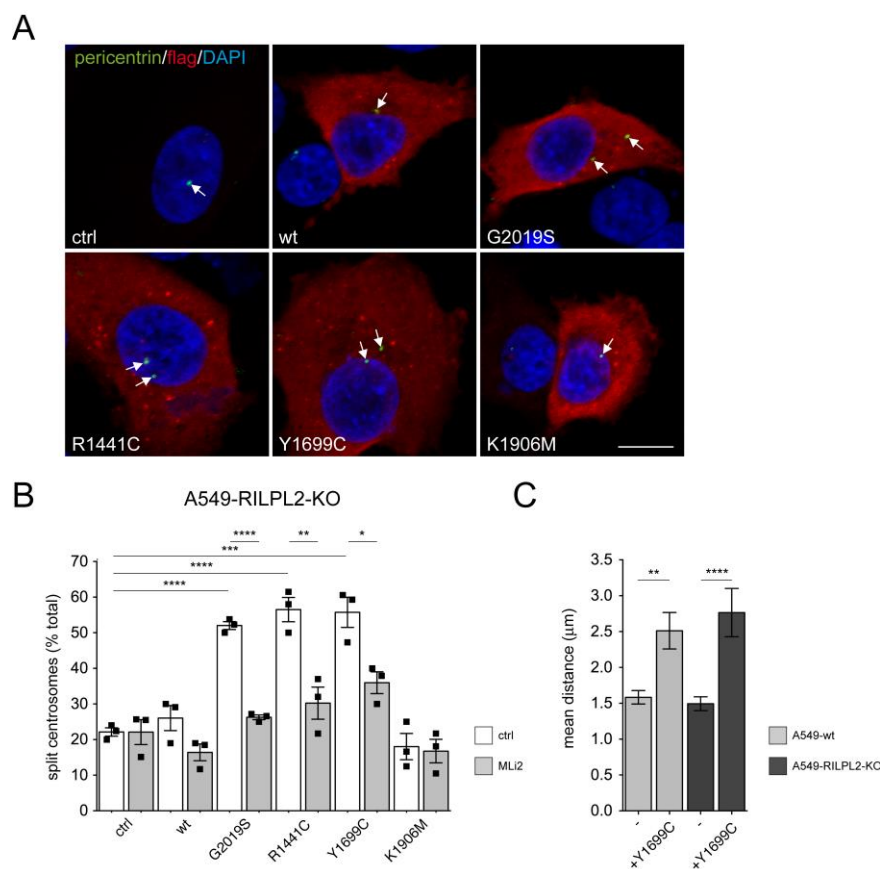 A
pericentrin/flag/DAPI
ctrl
wt
G2019S
R1441C
Y1699C
K1906M
B
A549-RILPL2-KO
**** ** *
***
****
****
split centrosomes (% total)
70
60
50
40
30
20
10
0
ctrl
wt
G2019S
R1441C
Y1699C
K1906M
ctrl
MLi2
C
** ****
mean distance (μm)
3.5
3.0
2.5
2.0
1.5
1.0
0.5
0.0
-
+Y1699C
-
+Y1699C
A549-wt
A549-RILPL2-KO